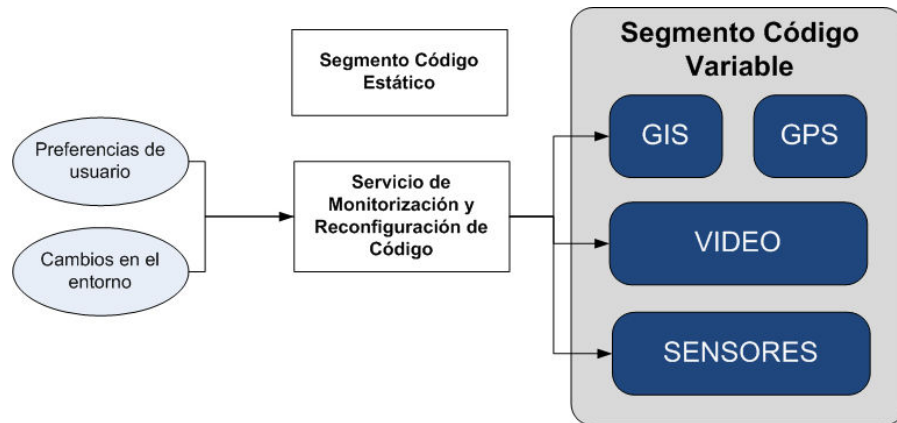 Preferencias de
usuario
Cambios en el
entorno
Segmento Código
Estático
Servicio de
Monitorización y
Reconfiguración de
Código
Segmento Código
Variable
GIS
GPS
VIDEO
SENSORES